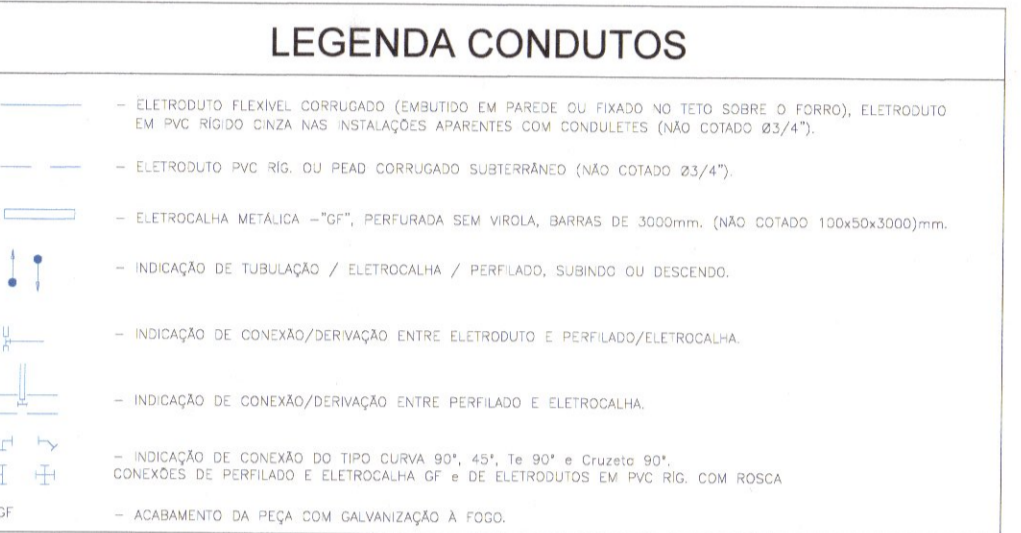 LEGENDA CONDUTOS
– ELETRODUTO FLEXÍVEL CORRUGADO (EMBUTIDO EM PAREDE OU FIXADO NO TETO SOBRE O FORRO), ELETRODUTO
EM PVC RÍGIDO CINZA NAS INSTALAÇÕES APARENTES COM CONDULETES (NÃO COTADO Ø3/4").
– ELETRODUTO PVC RÍG. OU PEAD CORRUGADO SUBTERRÂNEO (NÃO COTADO Ø3/4").
– ELETROCALHA METÁLICA –"GF", PERFURADA SEM VIROLA, BARRAS DE 3000mm. (NÃO COTADO 100x50x3000)mm.
– INDICAÇÃO DE TUBULAÇÃO / ELETROCALHA / PERFILADO, SUBINDO OU DESCENDO.
– INDICAÇÃO DE CONEXÃO/DERIVAÇÃO ENTRE ELETRODUTO E PERFILADO/ELETROCALHA.
– INDICAÇÃO DE CONEXÃO/DERIVAÇÃO ENTRE PERFILADO E ELETROCALHA.
– INDICAÇÃO DE CONEXÃO DO TIPO CURVA 90°, 45°, Te 90° e Cruzeta 90°.
CONEXÕES DE PERFILADO E ELETROCALHA GF e DE ELETRODUTOS EM PVC RÍG. COM ROSCA
GF – ACABAMENTO DA PEÇA COM GALVANIZAÇÃO À FOGO.